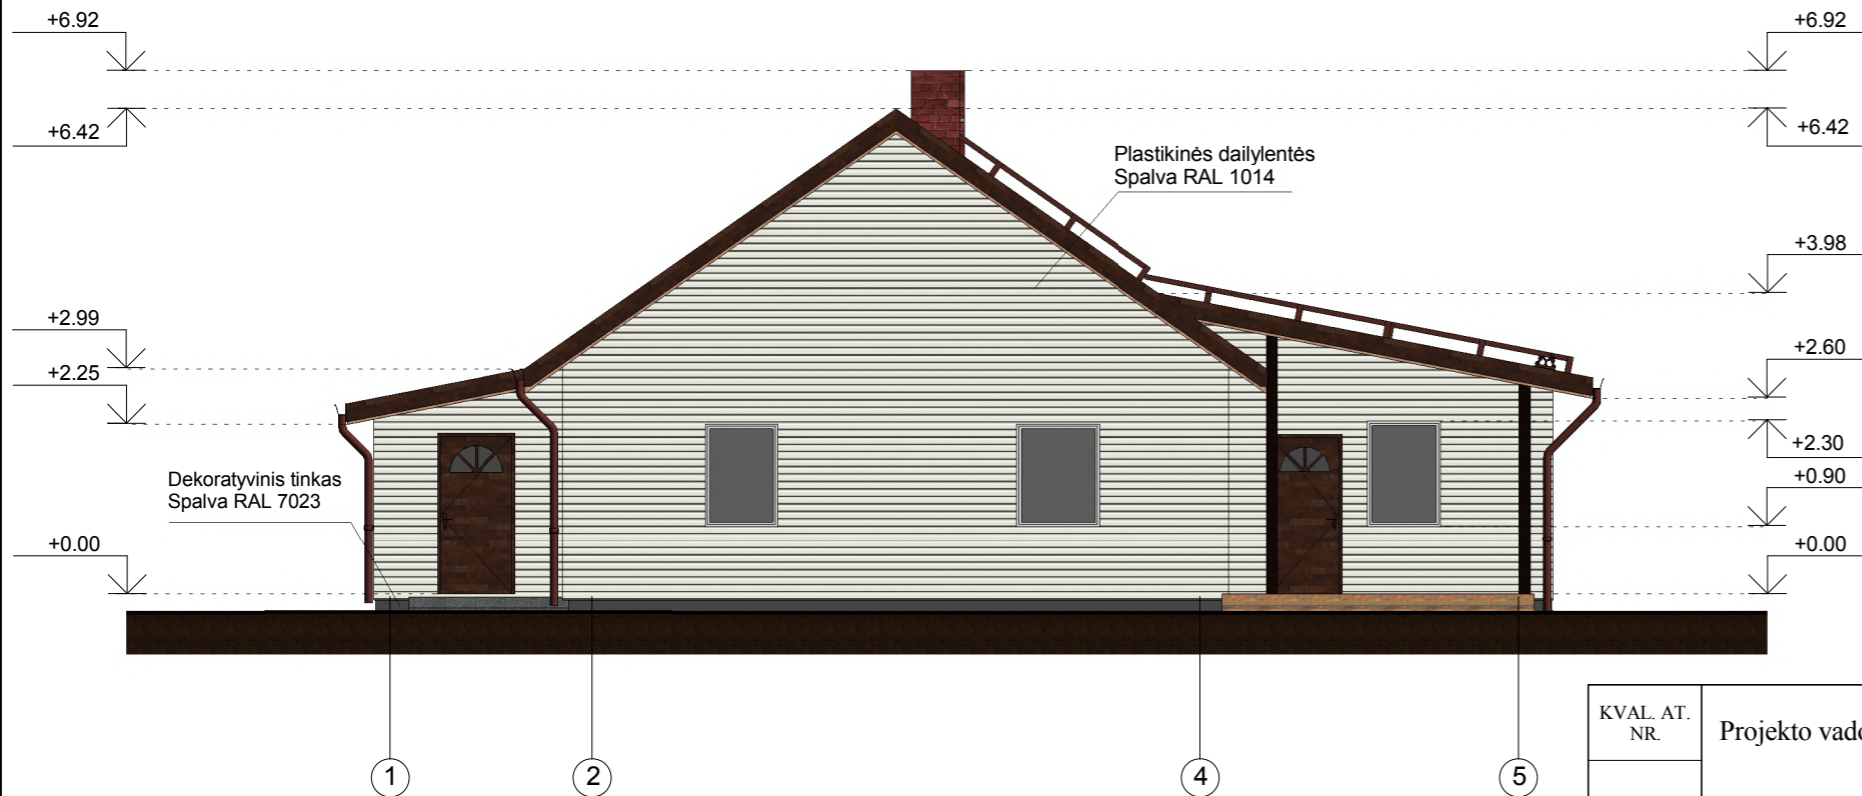 +6.92
+6.92
+6.42
+6.42
Plastikinės dailylentės
Spalva RAL 1014
+3.98
+2.99
+2.60
+2.25
+2.30
Dekoratyvinis tinkas
Spalva RAL 7023
+0.90
+0.00
+0.00
KVAL. AT.
NR.
Projekto vado
1
2
4
5